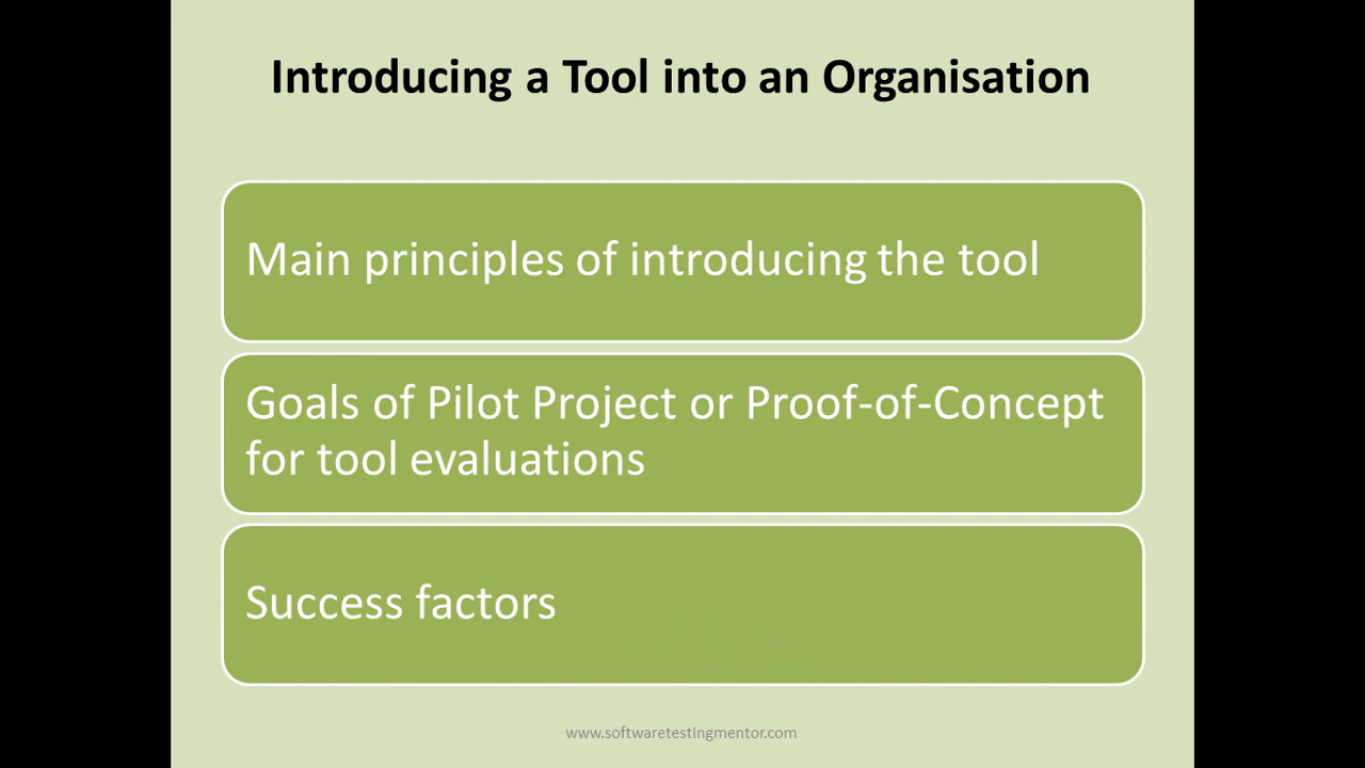 Introducing a Tool into an Organisation
Main principles of introducing the tool
Goals of Pilot Project or Proof-of-Concept
for tool evaluations
Success factors
www.softwaretestingmentor.com